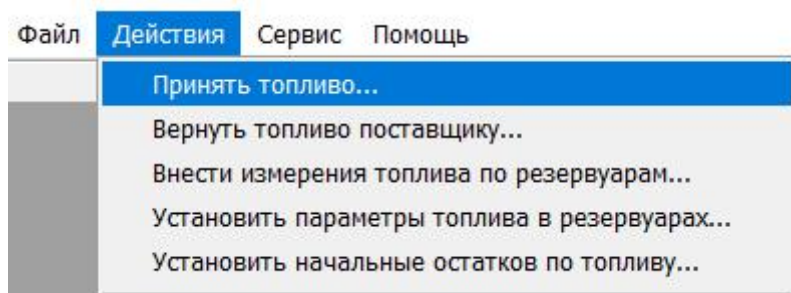 Файл Действия Сервис Помощь
Принять топливо...
Вернуть топливо поставщику...
Внести измерения топлива по резервуарам...
Установить параметры топлива в резервуарах...
Установить начальные остатков по топливу...